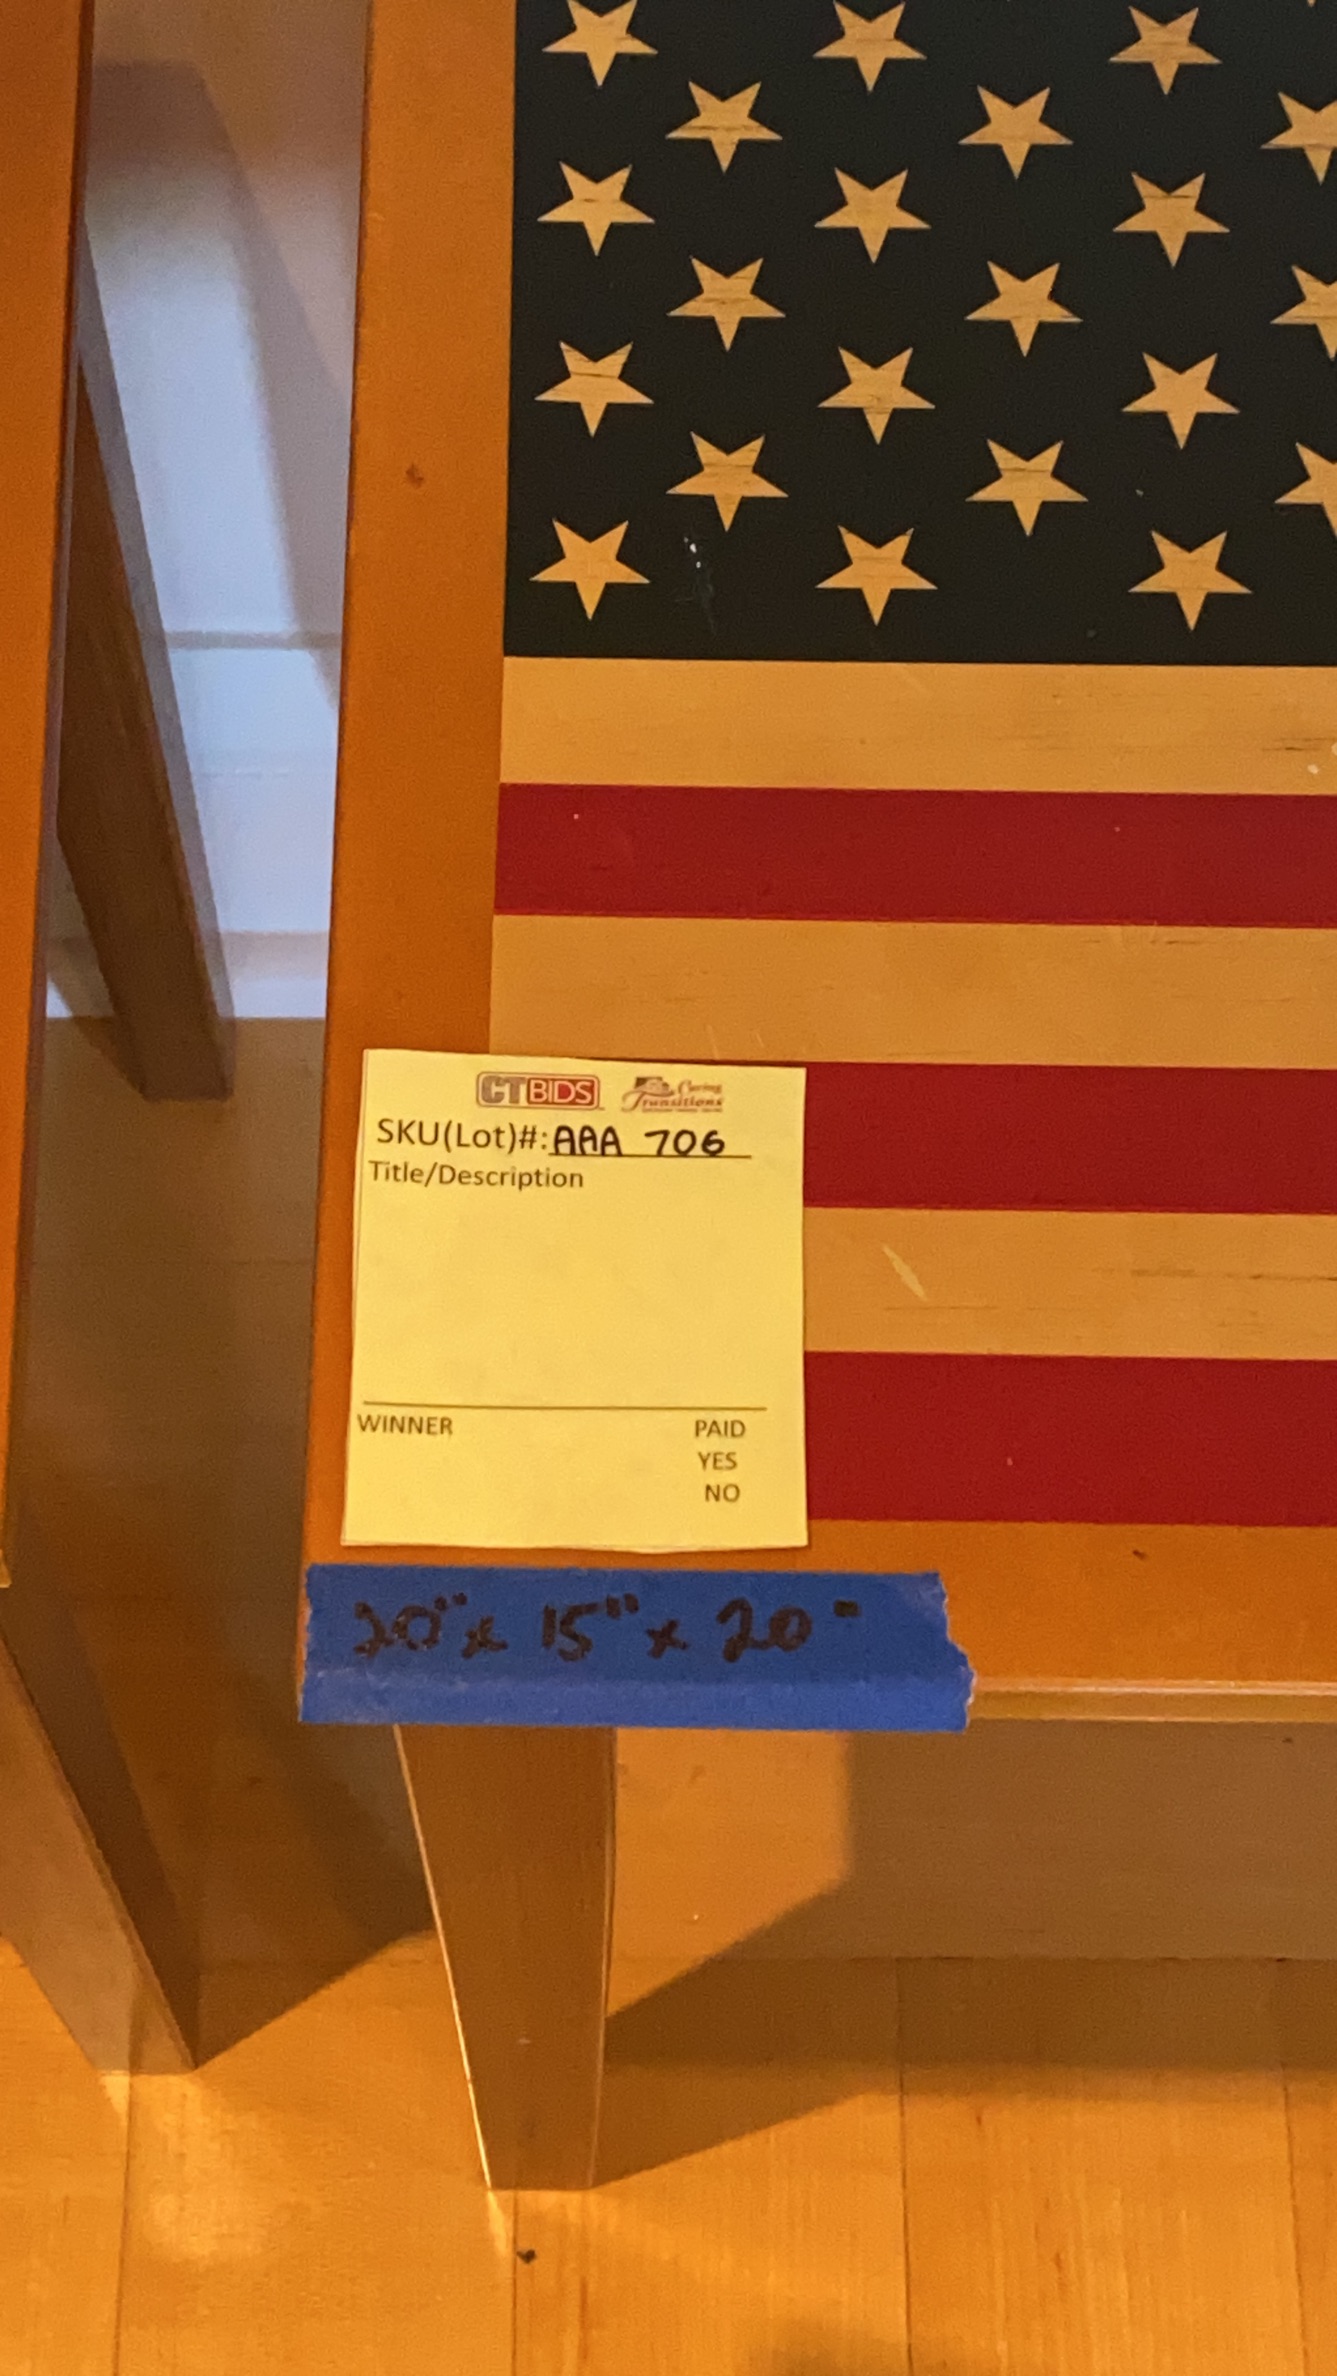 CTBIDS Caring Transitions
SKU(Lot)#: AAA 706
Title/Description
WINNER PAID
YES
NO
20" x 15" x 20"